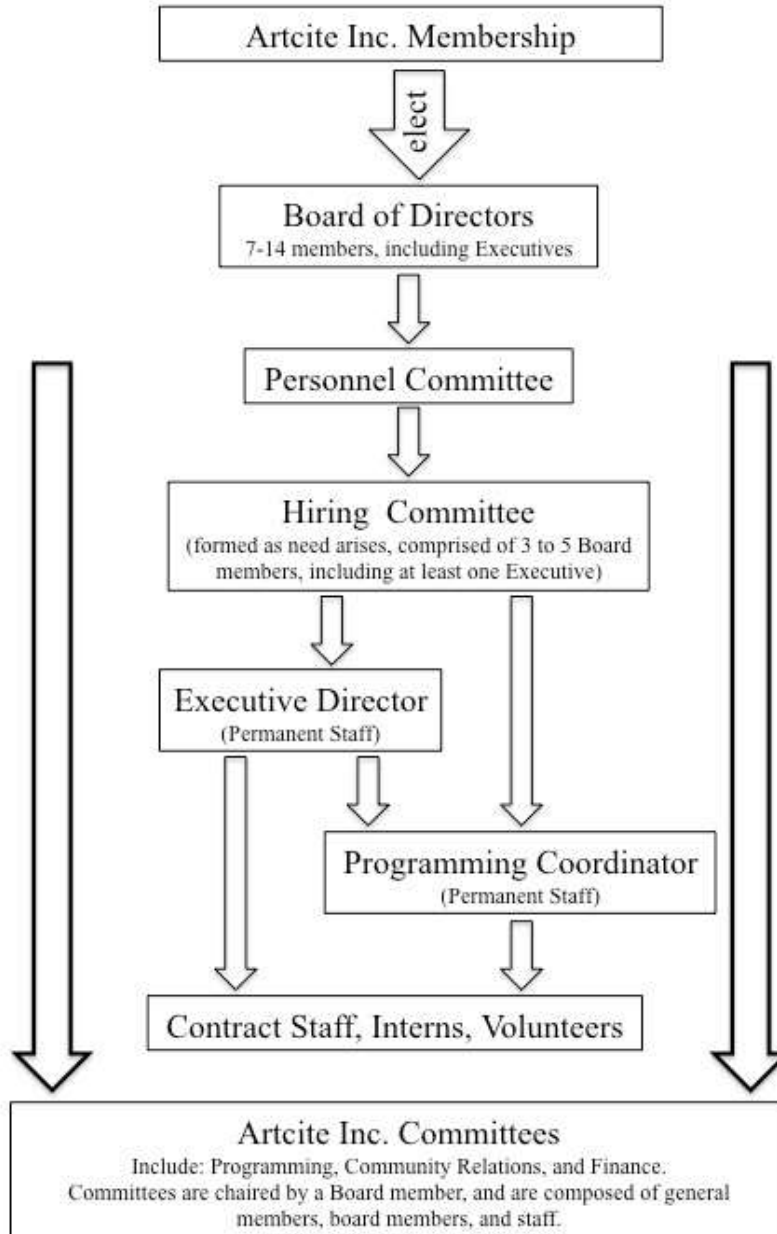 Artcite Inc. Membership
elect
Board of Directors
7-14 members, including Executives
Personnel Committee
Hiring Committee
(formed as need arises, comprised of 3 to 5 Board
members, including at least one Executive)
Executive Director
(Permanent Staff)
Programming Coordinator
(Permanent Staff)
Contract Staff, Interns, Volunteers
Artcite Inc. Committees
Include: Programming, Community Relations, and Finance.
Committees are chaired by a Board member, and are composed of general
members, board members, and staff.